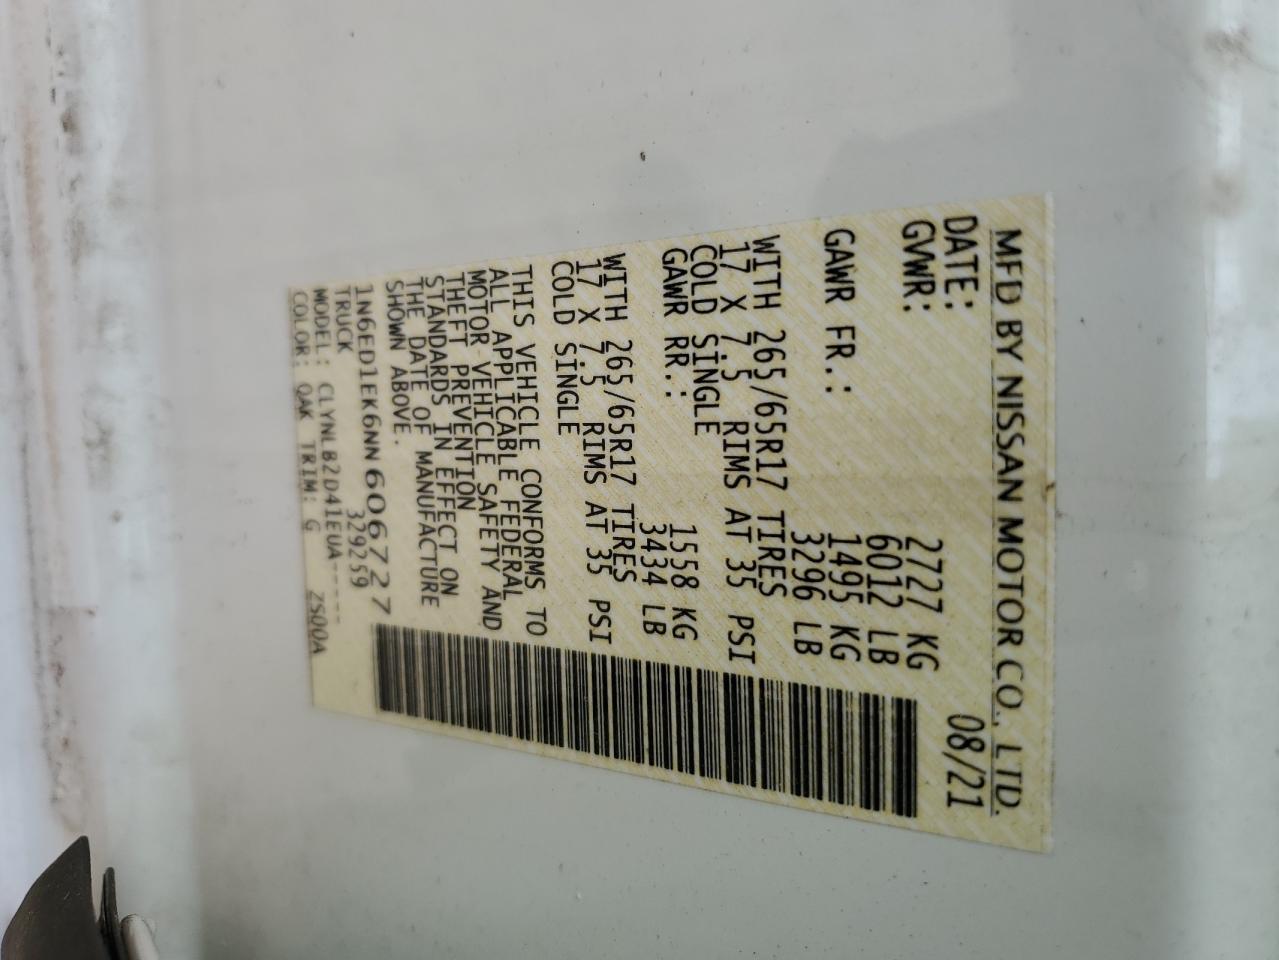 MFD BY NISSAN MOTOR CO., LTD.
DATE: 08/21
GVWR: 2727 KG
6012 LB
GAWR FR.: 1495 KG
3296 LB
WITH 265/65R17 TIRES
17 X 7.5 RIMS AT 35 PSI
COLD SINGLE
GAWR RR.: 1558 KG
3434 LB
WITH 265/65R17 TIRES
17 X 7.5 RIMS AT 35 PSI
COLD SINGLE
THIS VEHICLE CONFORMS TO
ALL APPLICABLE FEDERAL
MOTOR VEHICLE SAFETY AND
THEFT PREVENTION
STANDARDS IN EFFECT ON
THE DATE OF MANUFACTURE
SHOWN ABOVE.
1N6ED1EK6NN606727
TRUCK 329259
MODEL: CLYNLB2D41EUA-----
COLOR: QAK TRIM: G ZS00A